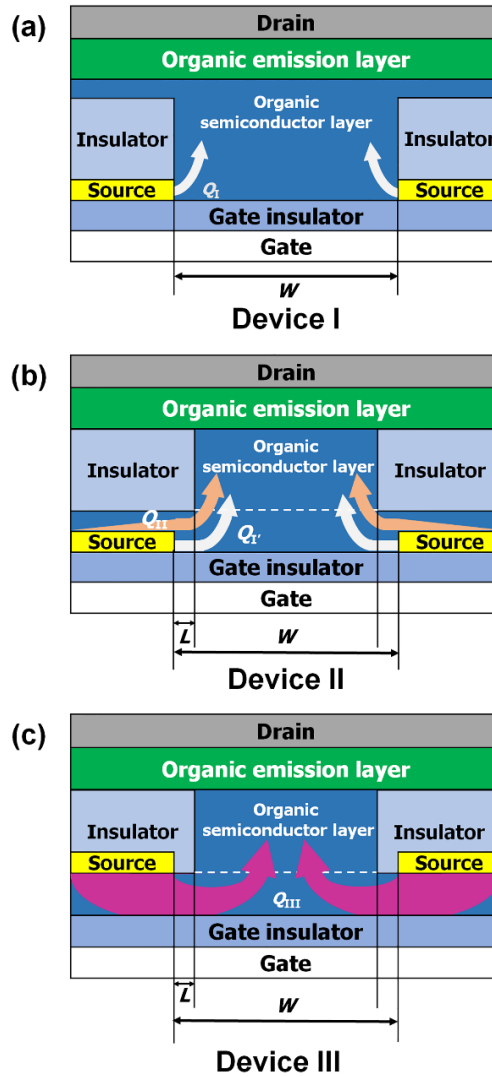 (a)
Drain
Organic emission layer
Organic
semiconductor layer
Insulator
Insulator
Source
QI
Source
Gate insulator
Gate
W
Device I
(b)
Drain
Organic emission layer
Organic
semiconductor layer
Insulator
Insulator
QII
QI'
Source
Source
Gate insulator
Gate
L
W
Device II
(c)
Drain
Organic emission layer
Organic
semiconductor layer
Insulator
Insulator
Source
Source
QIII
Gate insulator
Gate
L
W
Device III